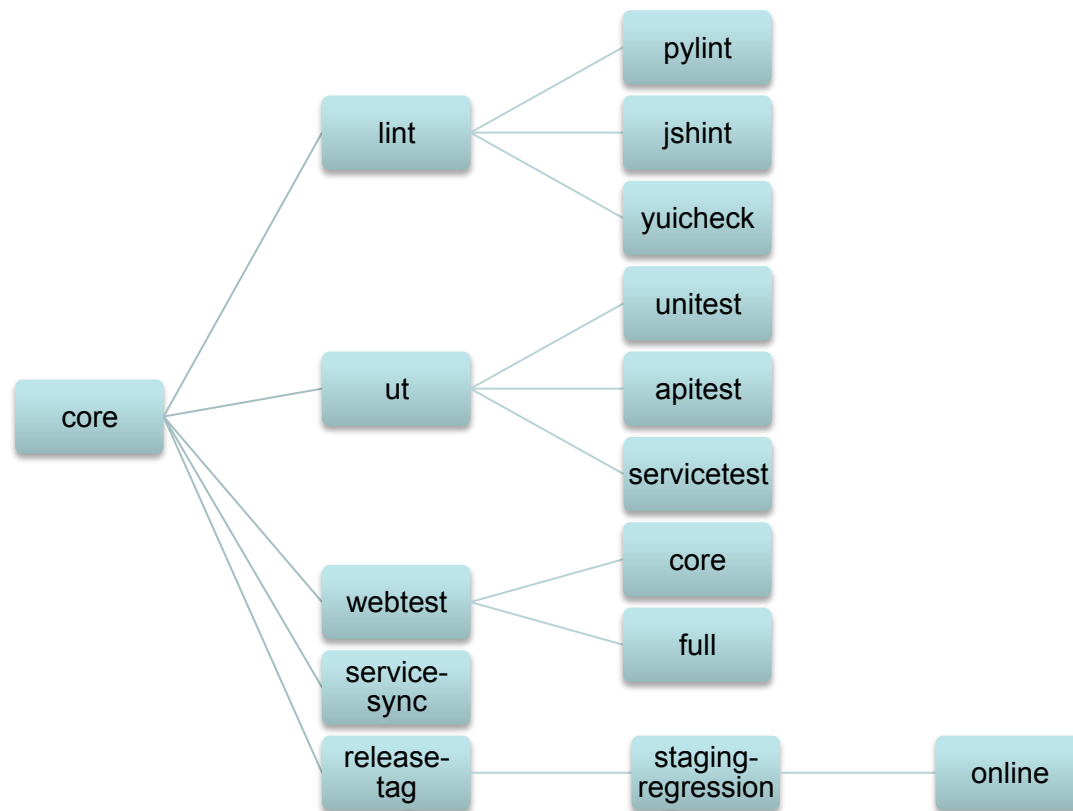 core
lint
pylint
jshint
yuicheck
ut
unitest
apitest
servicetest
webtest
core
full
service-
sync
release-
tag
staging-
regression
online